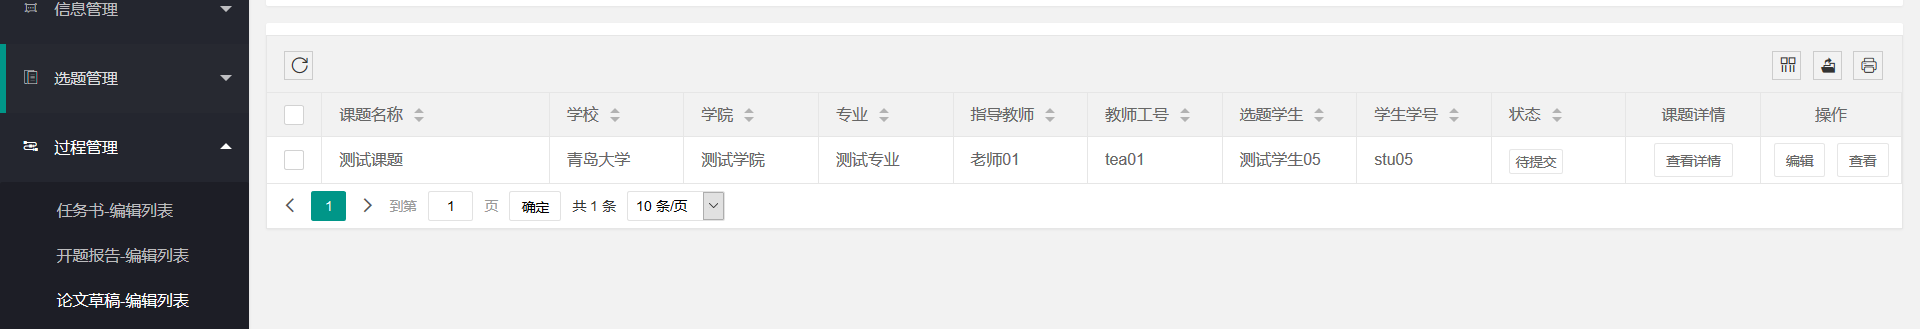 信息管理
选题管理
过程管理
任务书-编辑列表
开题报告-编辑列表
论文草稿-编辑列表
课题名称 学校 学院 专业 指导教师 教师工号 选题学生 学生学号 状态 课题详情 操作
测试课题 青岛大学 测试学院 测试专业 老师01 tea01 测试学生05 stu05 待提交 查看详情 编辑 查看
1 到第 1 页 确定 共 1 条 10 条/页